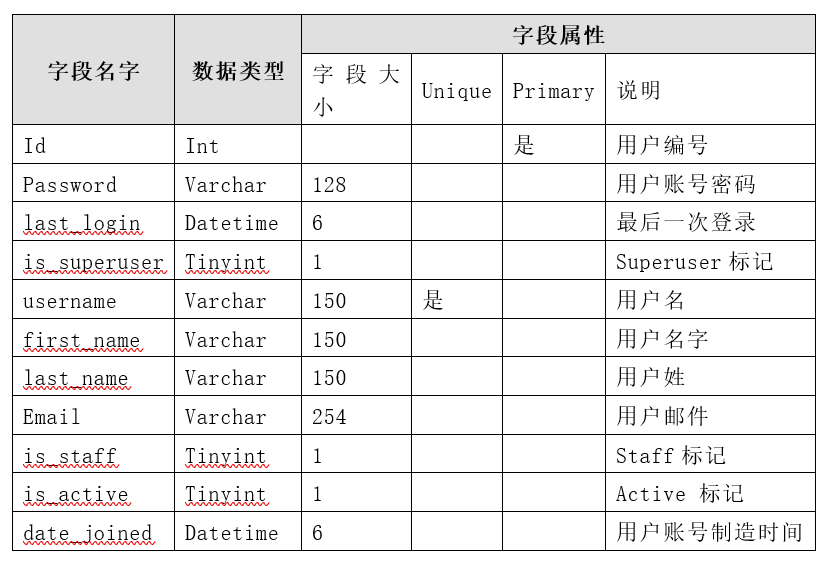 字段名字 数据类型 字段属性
字段大小 Unique Primary 说明
Id Int 是 用户编号
Password Varchar 128 用户账号密码
last_login Datetime 6 最后一次登录
is_superuser Tinyint 1 Superuser 标记
username Varchar 150 是 用户名
first_name Varchar 150 用户名字
last_name Varchar 150 用户姓
Email Varchar 254 用户邮件
is_staff Tinyint 1 Staff 标记
is_active Tinyint 1 Active 标记
date_joined Datetime 6 用户账号制造时间